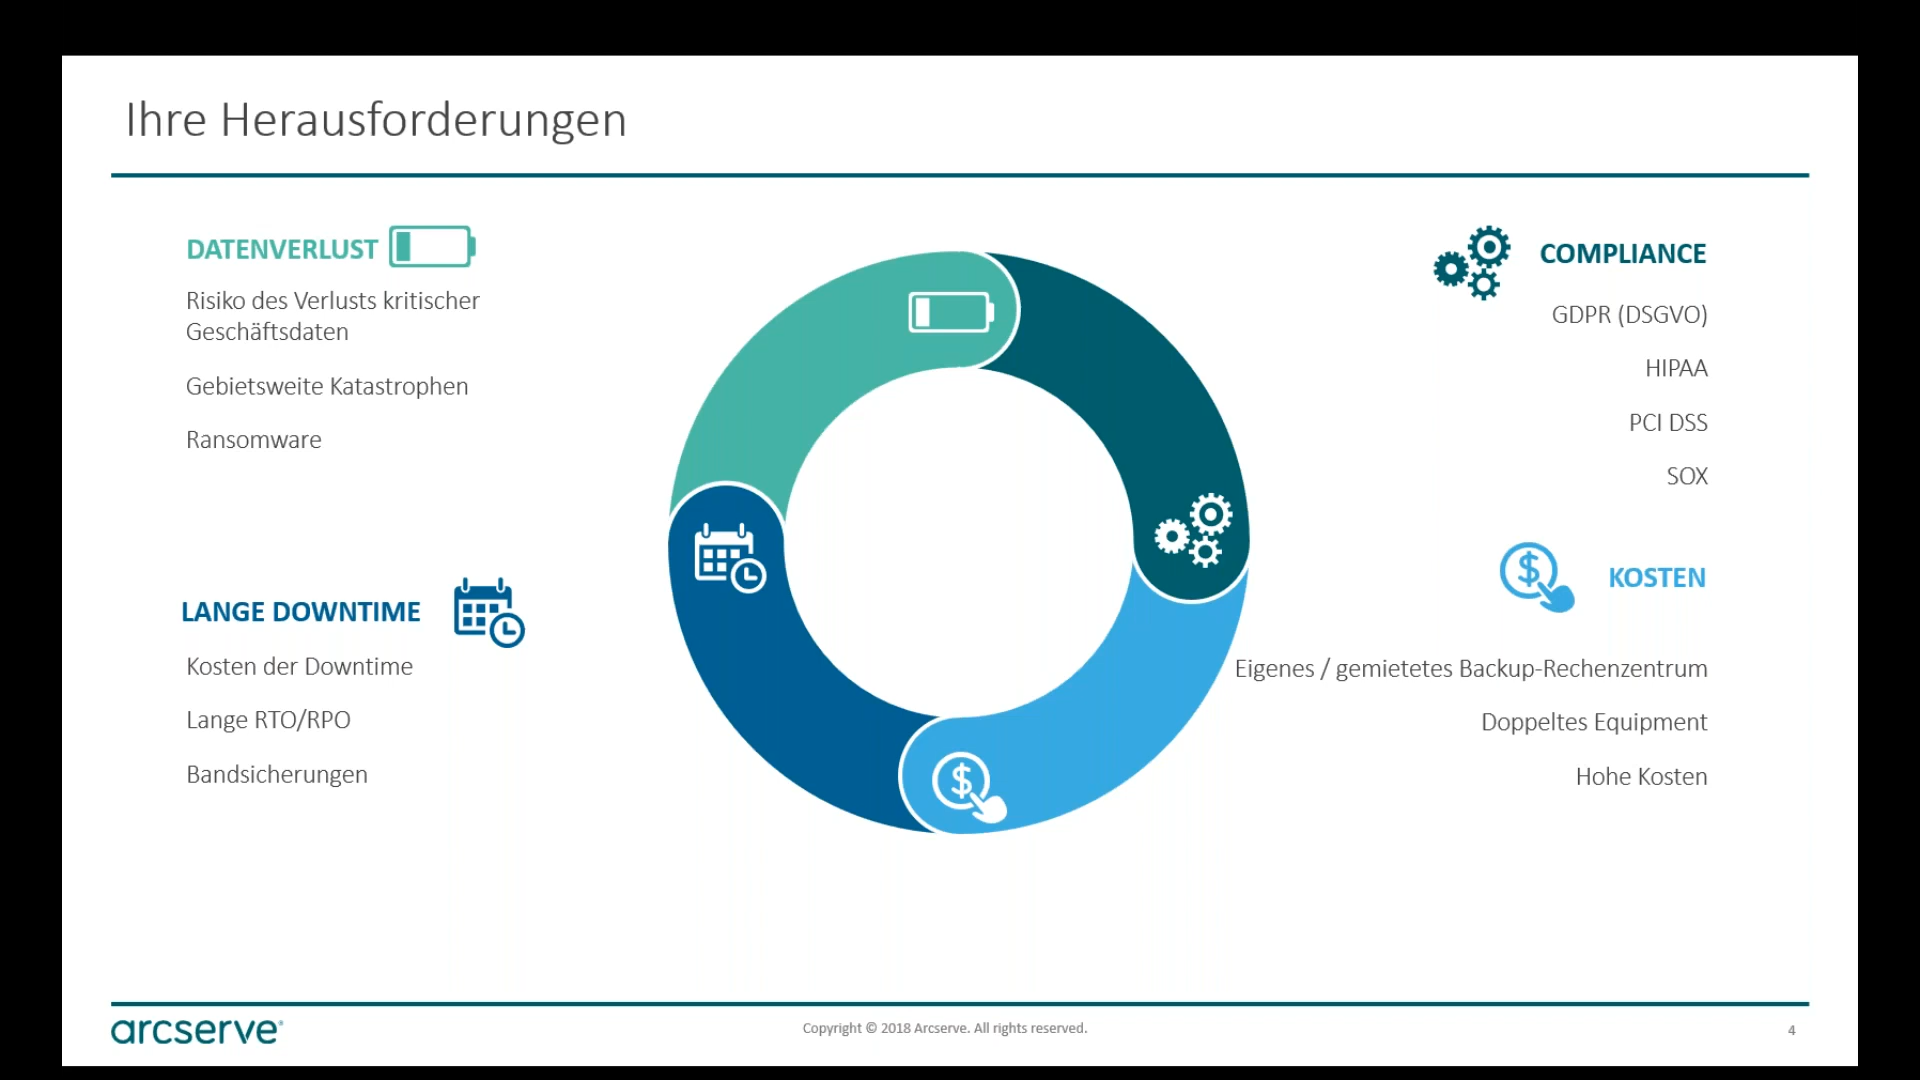 Ihre Herausforderungen
DATENVERLUST
Risiko des Verlusts kritischer
Geschäftsdaten
Gebietsweite Katastrophen
Ransomware
LANGE DOWNTIME
Kosten der Downtime
Lange RTO/RPO
Bandsicherungen
COMPLIANCE
GDPR (DSGVO)
HIPAA
PCI DSS
SOX
KOSTEN
Eigenes / gemietetes Backup-Rechenzentrum
Doppeltes Equipment
Hohe Kosten
arcserve®
Copyright © 2018 Arcserve. All rights reserved.
4